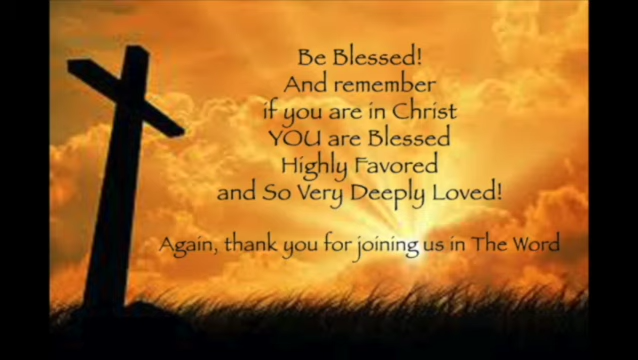 Be Blessed!
And remember
if you are in Christ
YOU are Blessed
Highly Favored
and So Very Deeply Loved!
Again, thank you for joining us in The Word